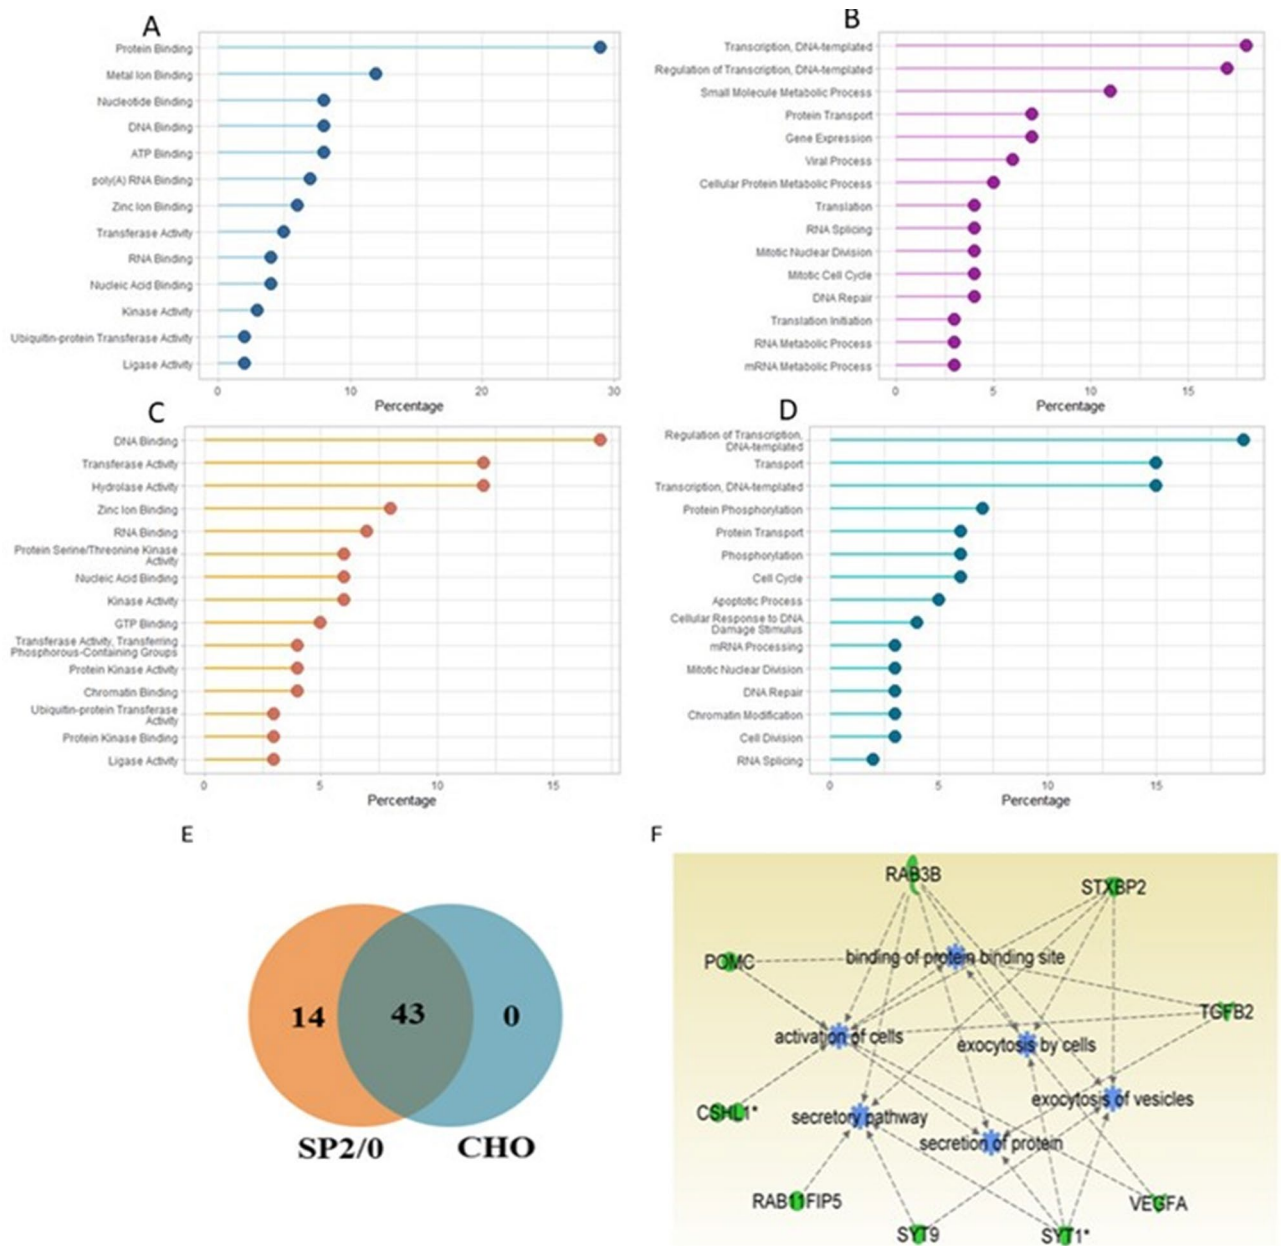 A
Protein Binding
Metal Ion Binding
Nucleotide Binding
DNA Binding
ATP Binding
poly(A) RNA Binding
Zinc Ion Binding
Transferase Activity
RNA Binding
Nucleic Acid Binding
Kinase Activity
Ubiquitin-protein Transferase Activity
Ligase Activity
0 10 20 30
Percentage
B
Transcription, DNA-templated
Regulation of Transcription, DNA-templated
Small Molecule Metabolic Process
Protein Transport
Gene Expression
Viral Process
Cellular Protein Metabolic Process
Translation
RNA Splicing
Mitotic Nuclear Division
Mitotic Cell Cycle
DNA Repair
Translation Initiation
RNA Metabolic Process
mRNA Metabolic Process
0 5 10 15
Percentage
C
DNA Binding
Transferase Activity
Hydrolase Activity
Zinc Ion Binding
RNA Binding
Protein Serine/Threonine Kinase
Activity
Nucleic Acid Binding
Kinase Activity
GTP Binding
Transferase Activity, Transferring
Phosphorous-Containing Groups
Protein Kinase Activity
Chromatin Binding
Ubiquitin-protein Transferase
Activity
Protein Kinase Binding
Ligase Activity
0 5 10 15
Percentage
D
Regulation of Transcription,
DNA-templated
Transport
Transcription, DNA-templated
Protein Phosphorylation
Protein Transport
Phosphorylation
Cell Cycle
Apoptotic Process
Cellular Response to DNA
Damage Stimulus
mRNA Processing
Mitotic Nuclear Division
DNA Repair
Chromatin Modification
Cell Division
RNA Splicing
0 5 10 15
Percentage
E
14 43 0
SP2/0 CHO
F
RAB3B
STXBP2
POMC
binding of protein binding site
TGFB2
activation of cells
exocytosis by cells
CSHL1*
secretory pathway
exocytosis of vesicles
secretion of protein
RAB11FIP5
VEGFA
SYT9
SYT1*